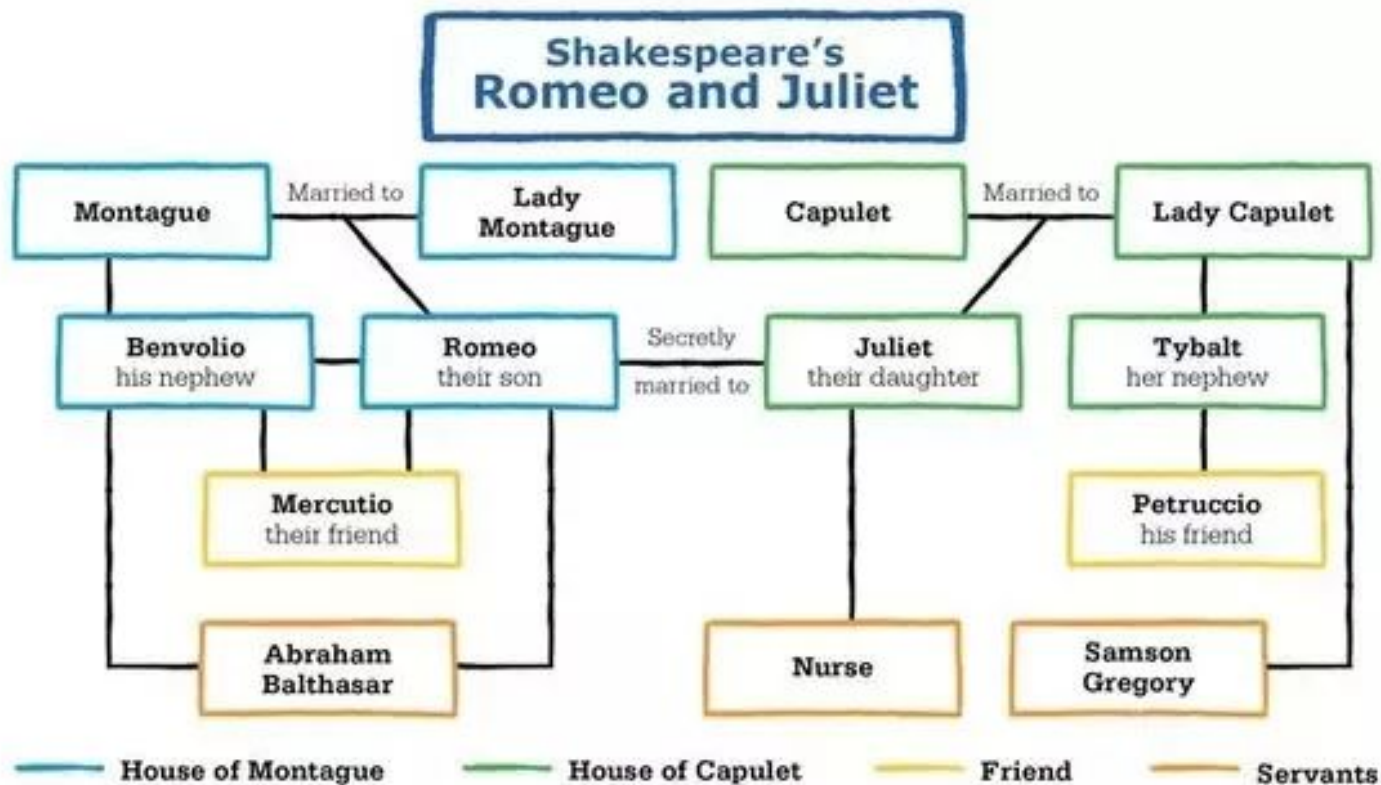 Shakespeare's
Romeo and Juliet
Montague
Married to
Lady
Montague
Capulet
Married to
Lady Capulet
Benvolio
his nephew
Romeo
their son
Secretly
married to
Juliet
their daughter
Tybalt
her nephew
Mercutio
their friend
Petruccio
his friend
Abraham
Balthasar
Nurse
Samson
Gregory
House of Montague
House of Capulet
Friend
Servants